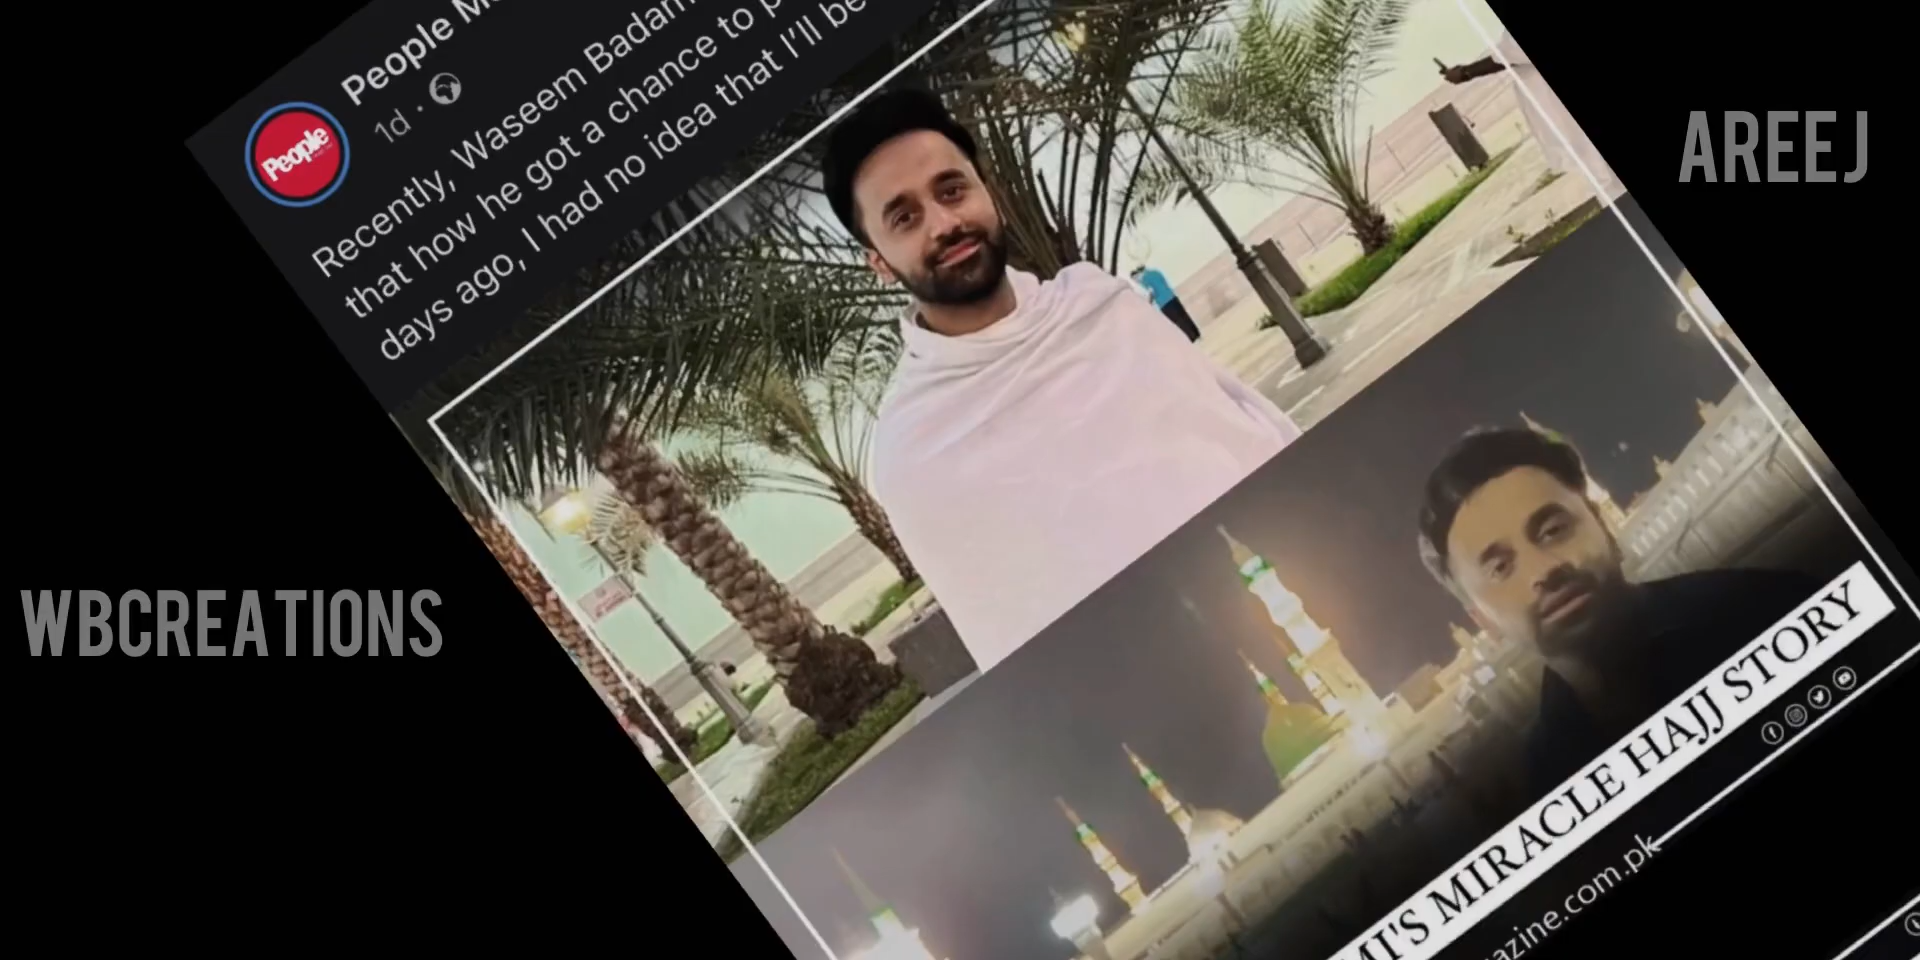 People
1d ·
People
Recently, Waseem Badam
that how he got a chance to p
days ago, I had no idea that I'll be
AREEJ
WBCREATIONS
MI'S MIRACLE HAJJ STORY
azine.com.pk